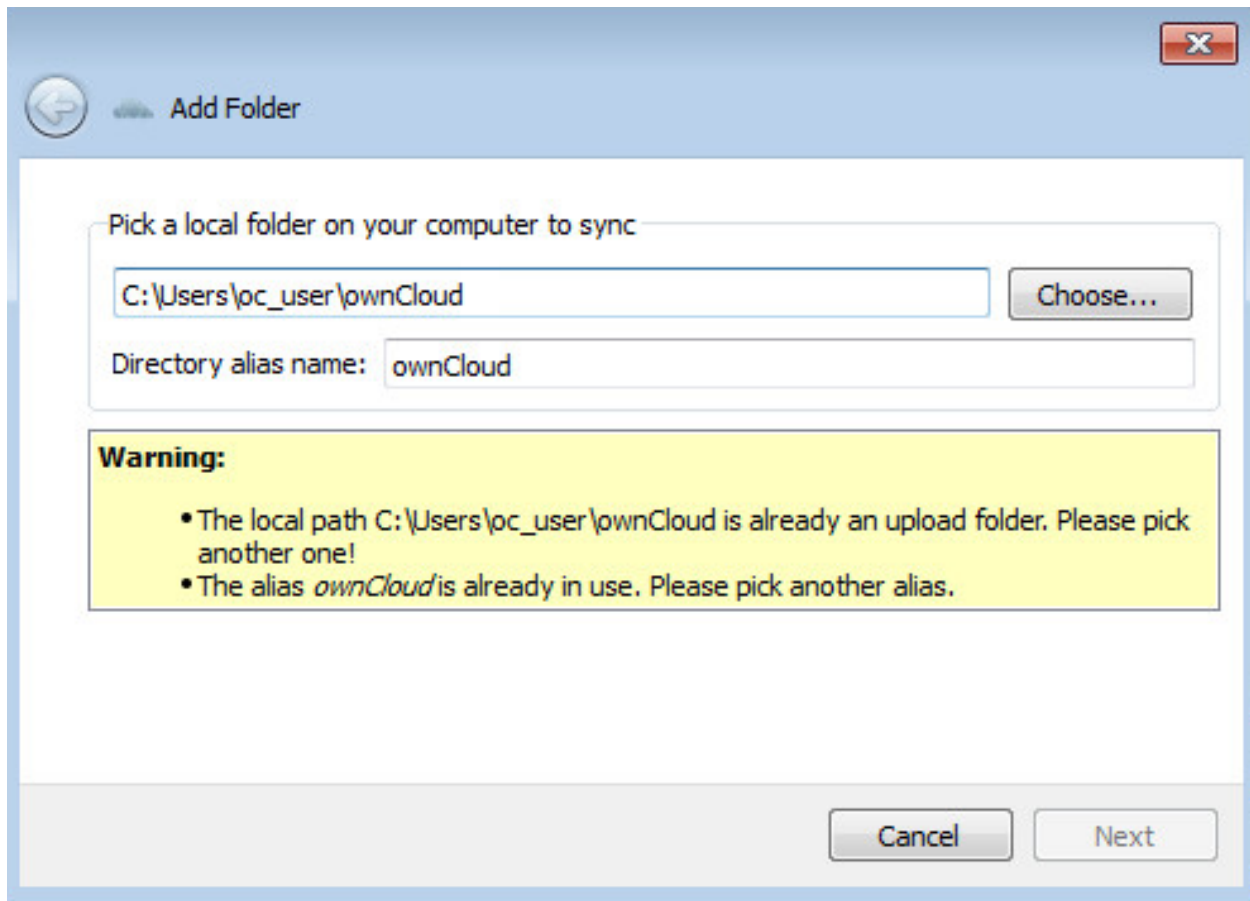 Add Folder
Pick a local folder on your computer to sync
C:\Users\oc_user\ownCloud
Choose...
Directory alias name: ownCloud
Warning:
• The local path C:\Users\oc_user\ownCloud is already an upload folder. Please pick
another one!
• The alias ownCloud is already in use. Please pick another alias.
Cancel
Next